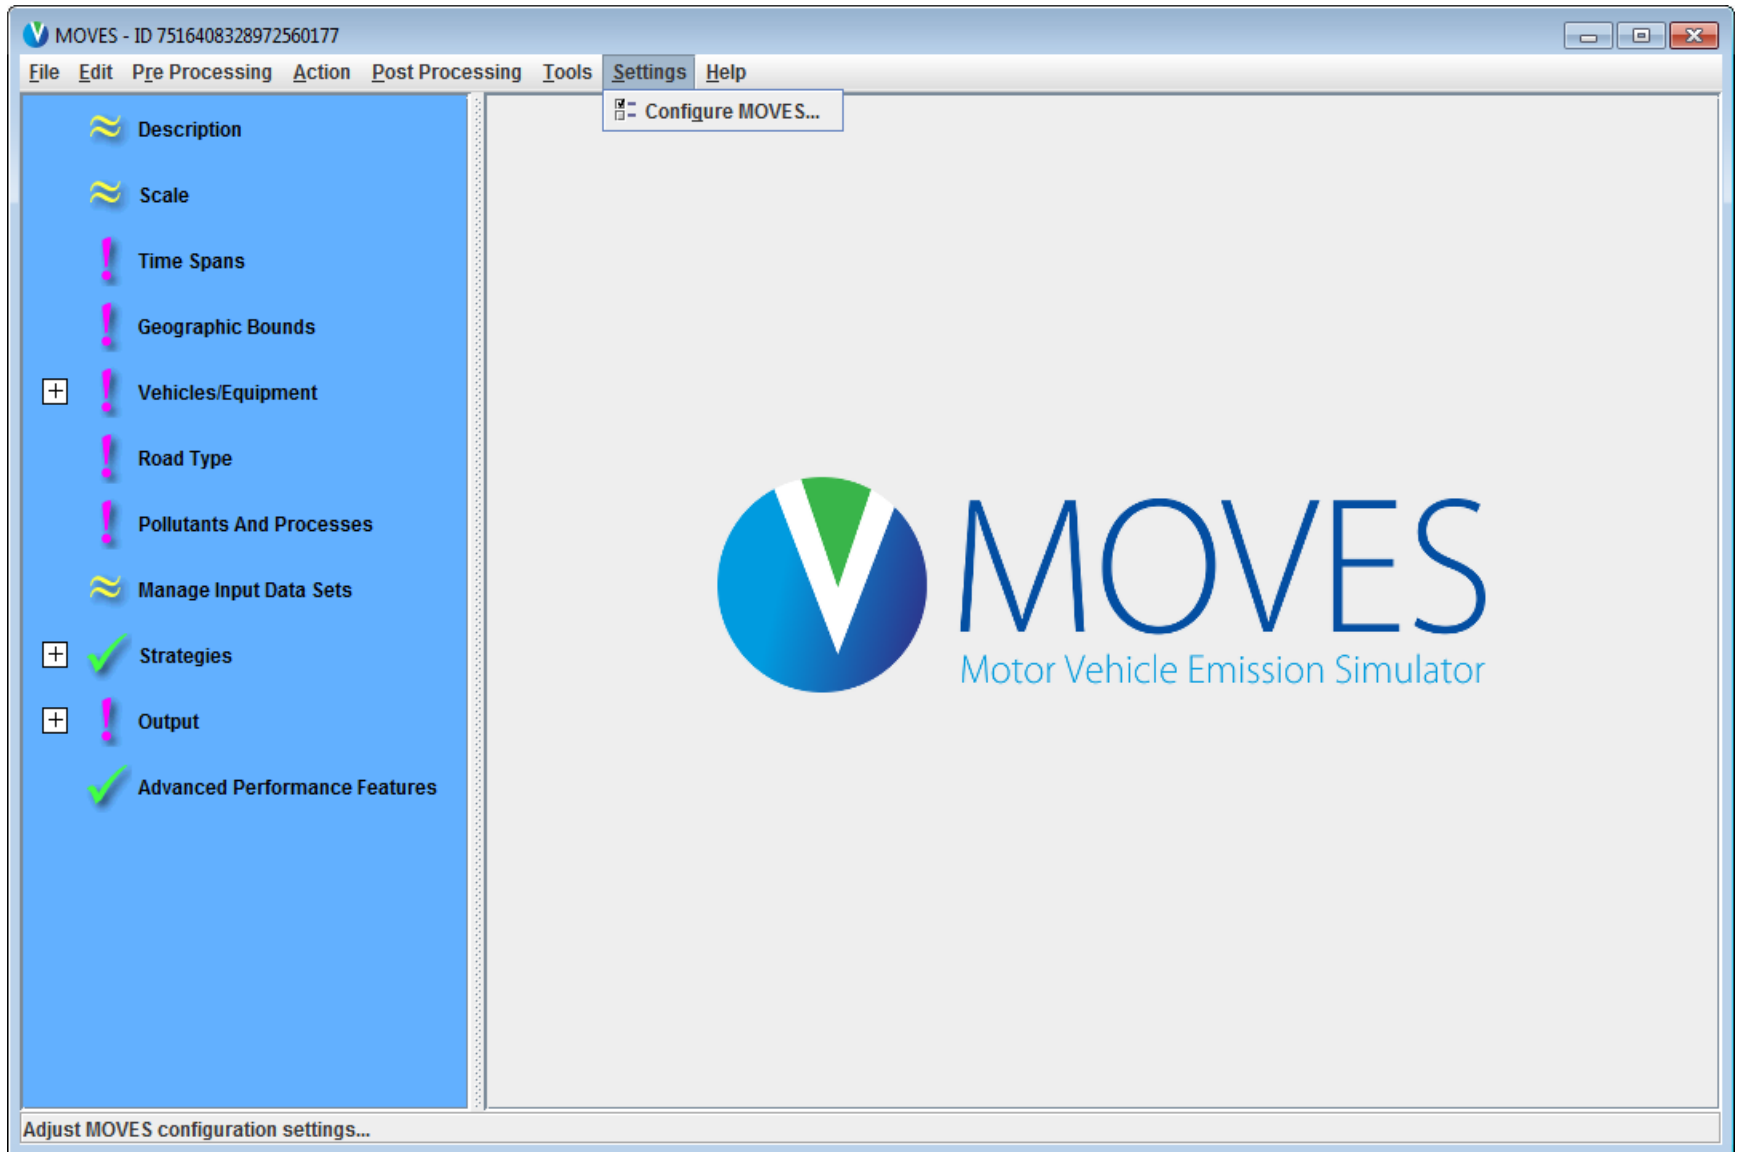 MOVES - ID 7516408328972560177
File Edit Pre Processing Action Post Processing Tools Settings Help
Configure MOVES...
Description
Scale
Time Spans
Geographic Bounds
Vehicles/Equipment
Road Type
Pollutants And Processes
Manage Input Data Sets
Strategies
Output
Advanced Performance Features
MOVES
Motor Vehicle Emission Simulator
Adjust MOVES configuration settings...